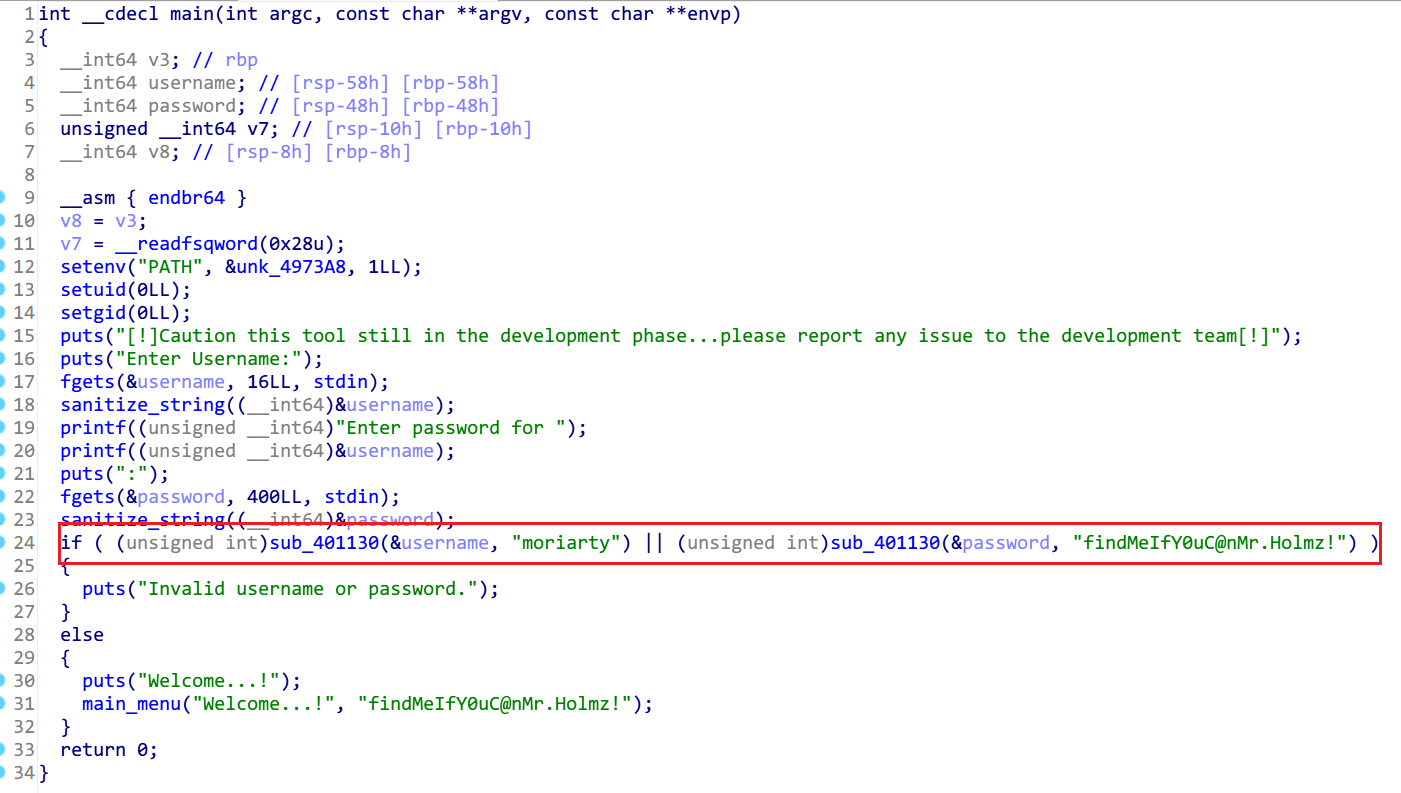 1 int __cdecl main(int argc, const char **argv, const char **envp)
2 {
3   __int64 v3; // rbp
4   __int64 username; // [rsp-58h] [rbp-58h]
5   __int64 password; // [rsp-48h] [rbp-48h]
6   unsigned __int64 v7; // [rsp-10h] [rbp-10h]
7   __int64 v8; // [rsp-8h] [rbp-8h]
8
9   __asm { endbr64 }
10   v8 = v3;
11   v7 = __readfsqword(0x28u);
12   setenv("PATH", &unk_4973A8, 1LL);
13   setuid(0LL);
14   setgid(0LL);
15   puts("[!]Caution this tool still in the development phase...please report any issue to the development team[!]");
16   puts("Enter Username:");
17   fgets(&username, 16LL, stdin);
18   sanitize_string((__int64)&username);
19   printf((unsigned __int64)"Enter password for ");
20   printf((unsigned __int64)&username);
21   puts(":");
22   fgets(&password, 400LL, stdin);
23   sanitize_string((__int64)&password);
24   if ( (unsigned int)sub_401130(&username, "moriarty") || (unsigned int)sub_401130(&password, "findMeIfY0uC@nMr.Holmz!") )
25   {
26     puts("Invalid username or password.");
27   }
28   else
29   {
30     puts("Welcome...!");
31     main_menu("Welcome...!", "findMeIfY0uC@nMr.Holmz!");
32   }
33   return 0;
34 }